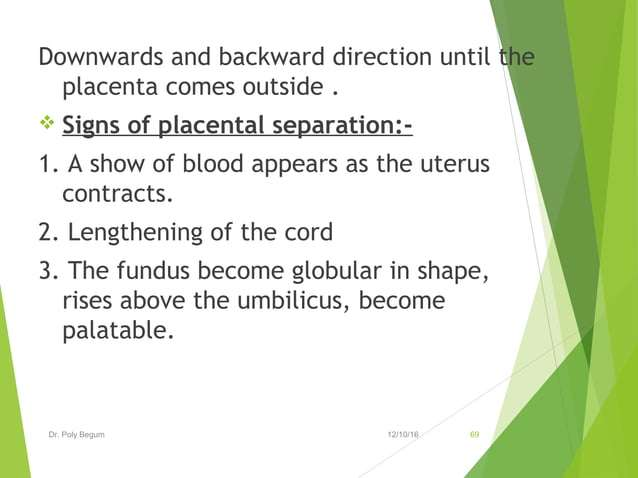 Downwards and backward direction until the
placenta comes outside .
❖ Signs of placental separation:-
1. A show of blood appears as the uterus
contracts.
2. Lengthening of the cord
3. The fundus become globular in shape,
rises above the umbilicus, become
palatable.
Dr. Poly Begum 12/10/16 69